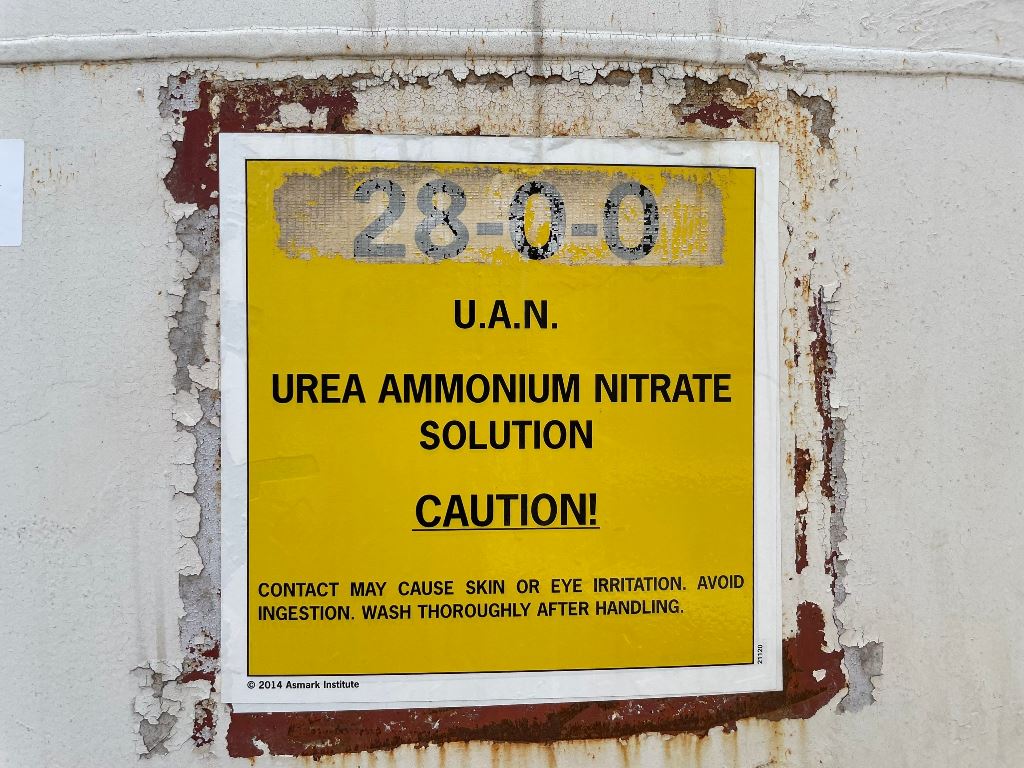 28-0-0
U.A.N.
UREA AMMONIUM NITRATE
SOLUTION
CAUTION!
CONTACT MAY CAUSE SKIN OR EYE IRRITATION. AVOID
INGESTION. WASH THOROUGHLY AFTER HANDLING.
21120
© 2014 Asmark Institute